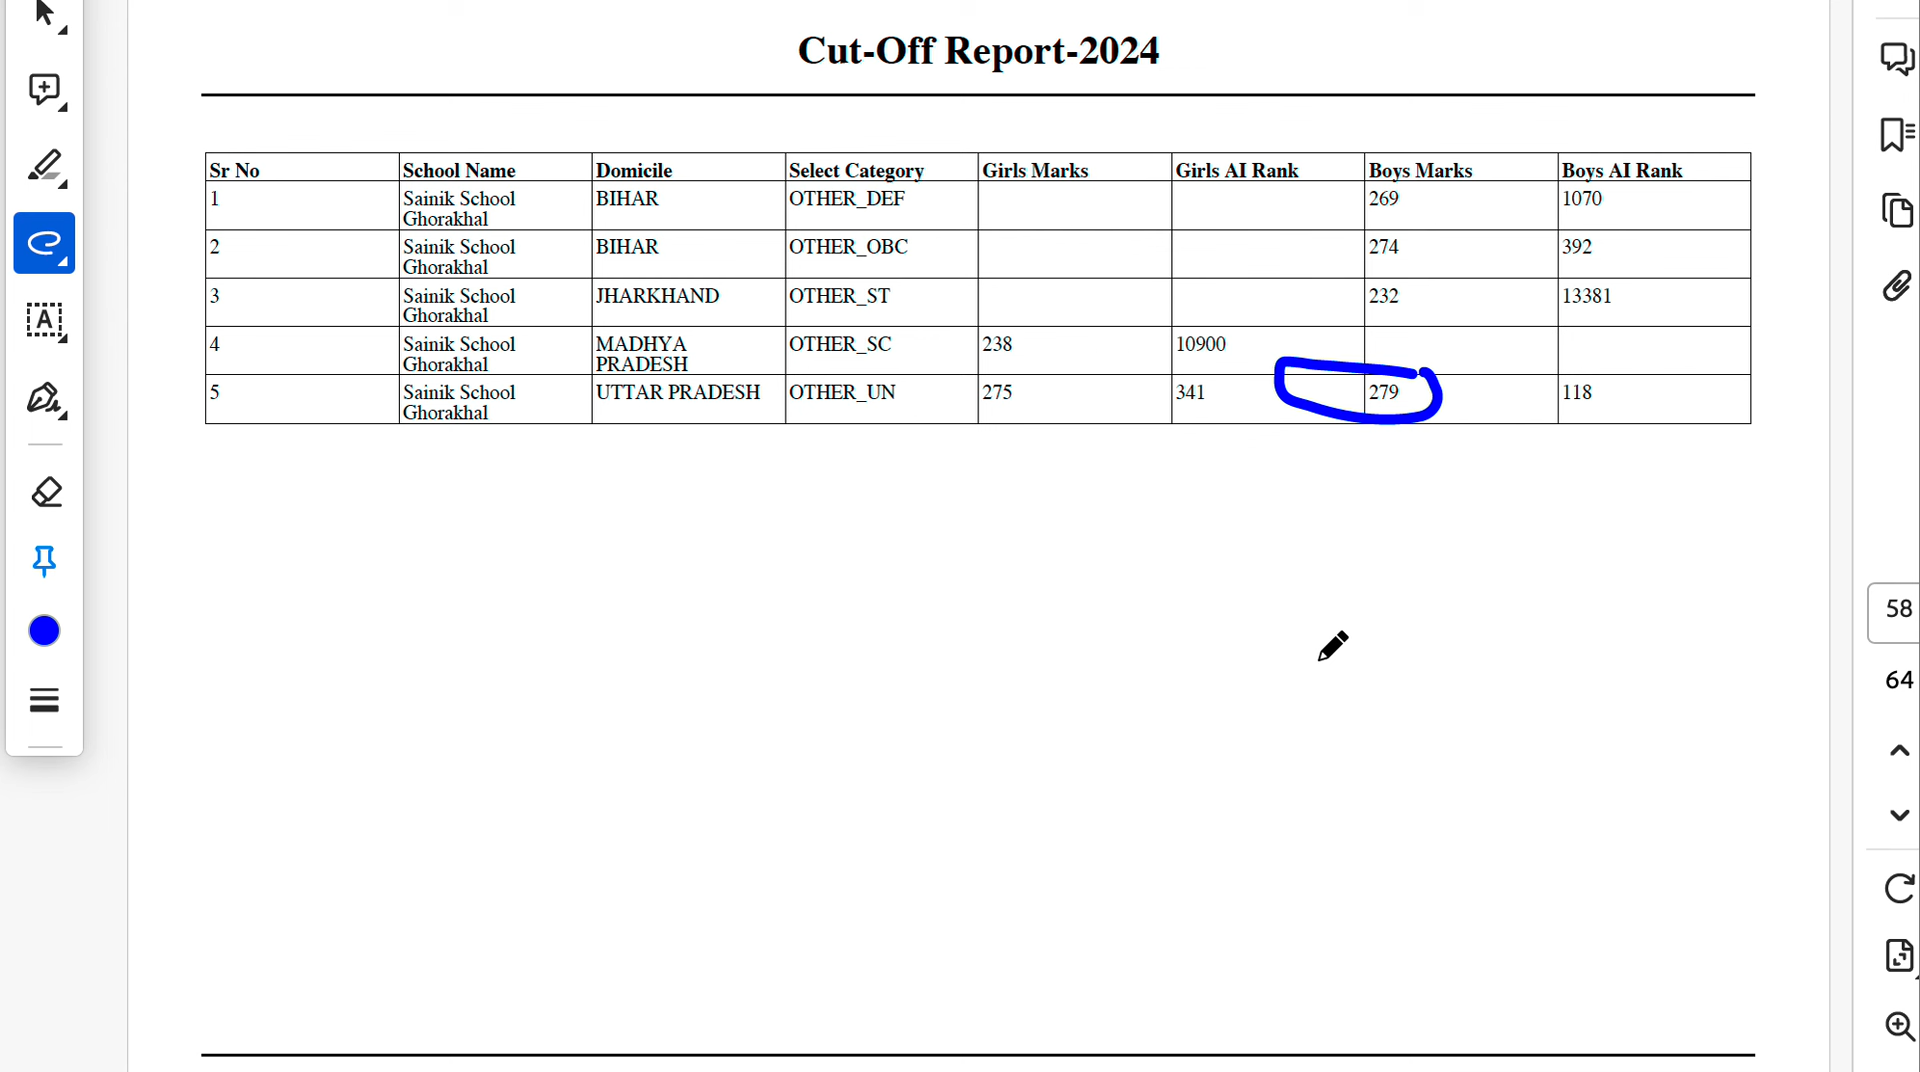 Cut-Off Report-2024
Sr No School Name Domicile Select Category Girls Marks Girls AI Rank Boys Marks Boys AI Rank
1 Sainik School BIHAR OTHER_DEF 269 1070
Ghorakhal
2 Sainik School BIHAR OTHER_OBC 274 392
Ghorakhal
3 Sainik School JHARKHAND OTHER_ST 232 13381
Ghorakhal
4 Sainik School MADHYA OTHER_SC 238 10900
Ghorakhal PRADESH
5 Sainik School UTTAR PRADESH OTHER_UN 275 341 279 118
Ghorakhal
58
64